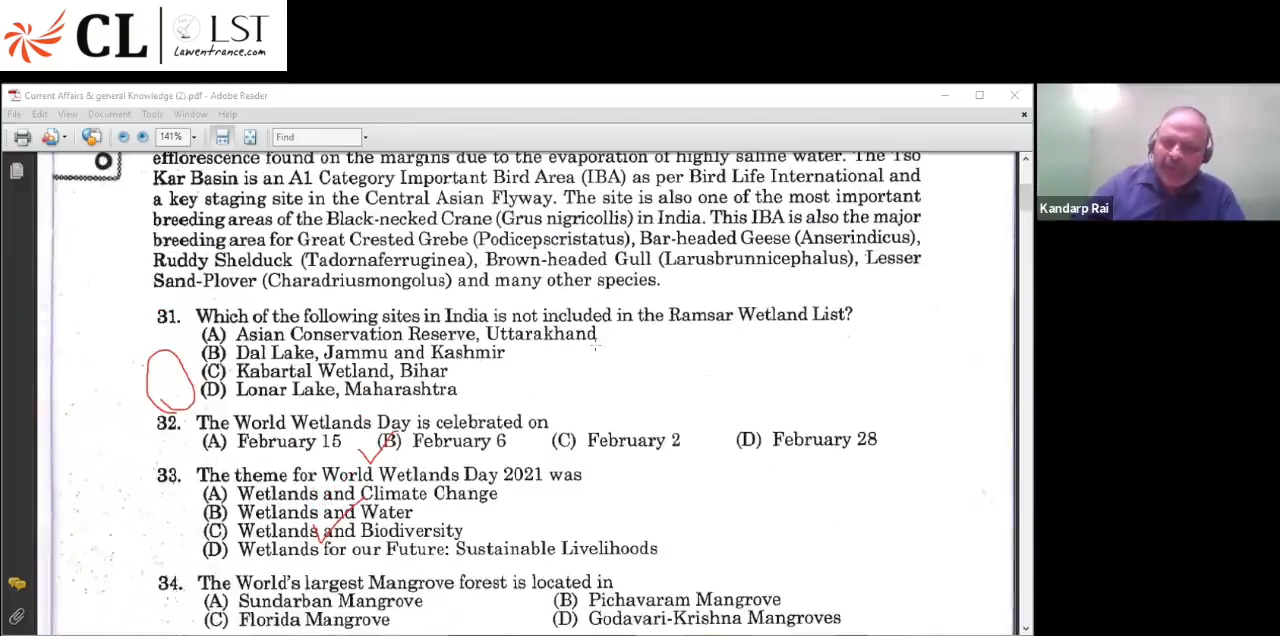 CL LST
Lawentrance.com
Current Affairs & general Knowledge (2).pdf - Adobe Reader
File Edit View Document Tools Window Help
141% Find
efflorescence found on the margins due to the evaporation of highly saline water. The Tso
Kar Basin is an A1 Category Important Bird Area (IBA) as per Bird Life International and
a key staging site in the Central Asian Flyway. The site is also one of the most important
breeding areas of the Black-necked Crane (Grus nigricollis) in India. This IBA is also the major
breeding area for Great Crested Grebe (Podicepscristatus), Bar-headed Geese (Anserindicus),
Ruddy Shelduck (Tadornaferruginea), Brown-headed Gull (Larusbrunnicephalus), Lesser
Sand-Plover (Charadriusmongolus) and many other species.
Kandarp Rai
31. Which of the following sites in India is not included in the Ramsar Wetland List?
(A) Asian Conservation Reserve, Uttarakhand
(B) Dal Lake, Jammu and Kashmir
(C) Kabartal Wetland, Bihar
(D) Lonar Lake, Maharashtra
32. The World Wetlands Day is celebrated on
(A) February 15 (B) February 6 (C) February 2 (D) February 28
33. The theme for World Wetlands Day 2021 was
(A) Wetlands and Climate Change
(B) Wetlands and Water
(C) Wetlands and Biodiversity
(D) Wetlands for our Future: Sustainable Livelihoods
34. The World's largest Mangrove forest is located in
(A) Sundarban Mangrove (B) Pichavaram Mangrove
(C) Florida Mangrove (D) Godavari-Krishna Mangroves